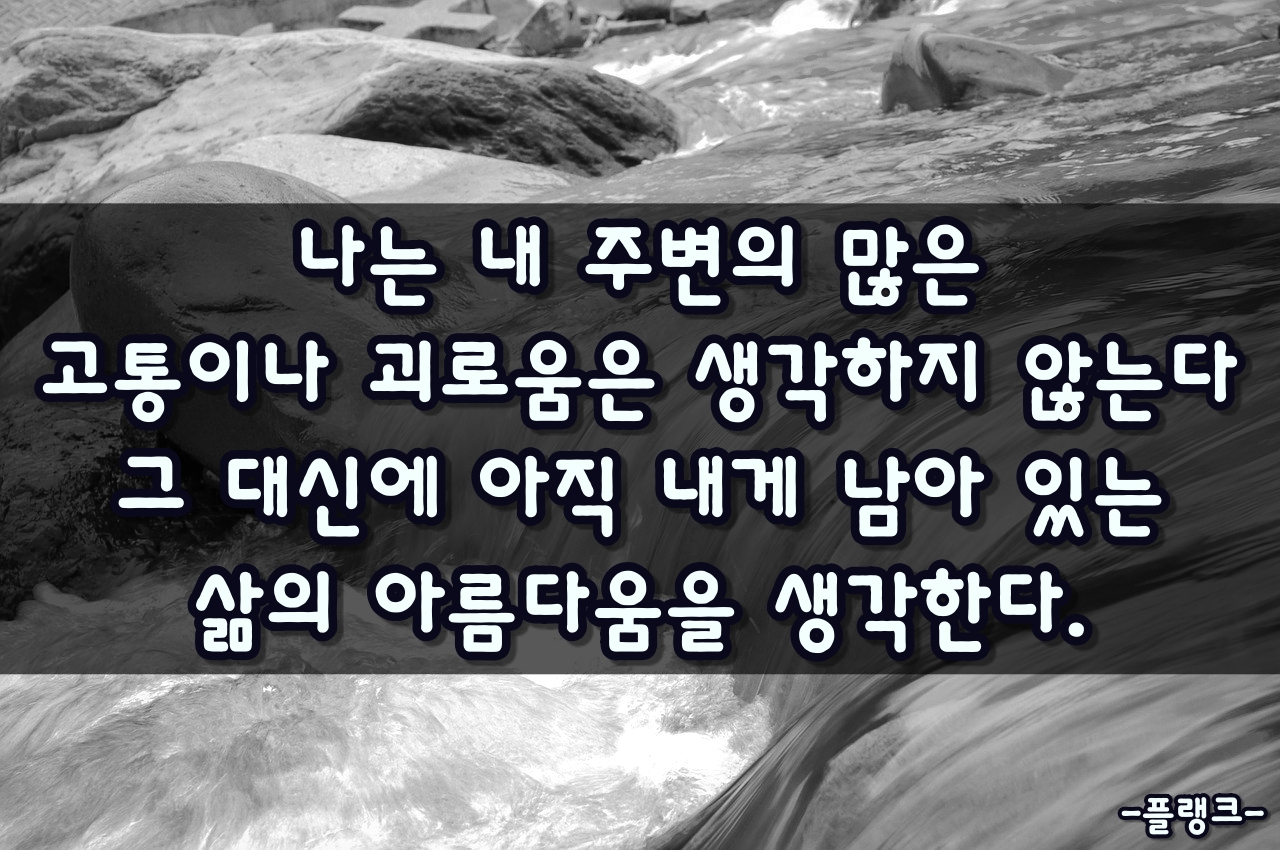 나는 내 주변의 많은
고통이나 괴로움은 생각하지 않는다
그 대신에 아직 내게 남아 있는
삶의 아름다움을 생각한다.
-플랭크-